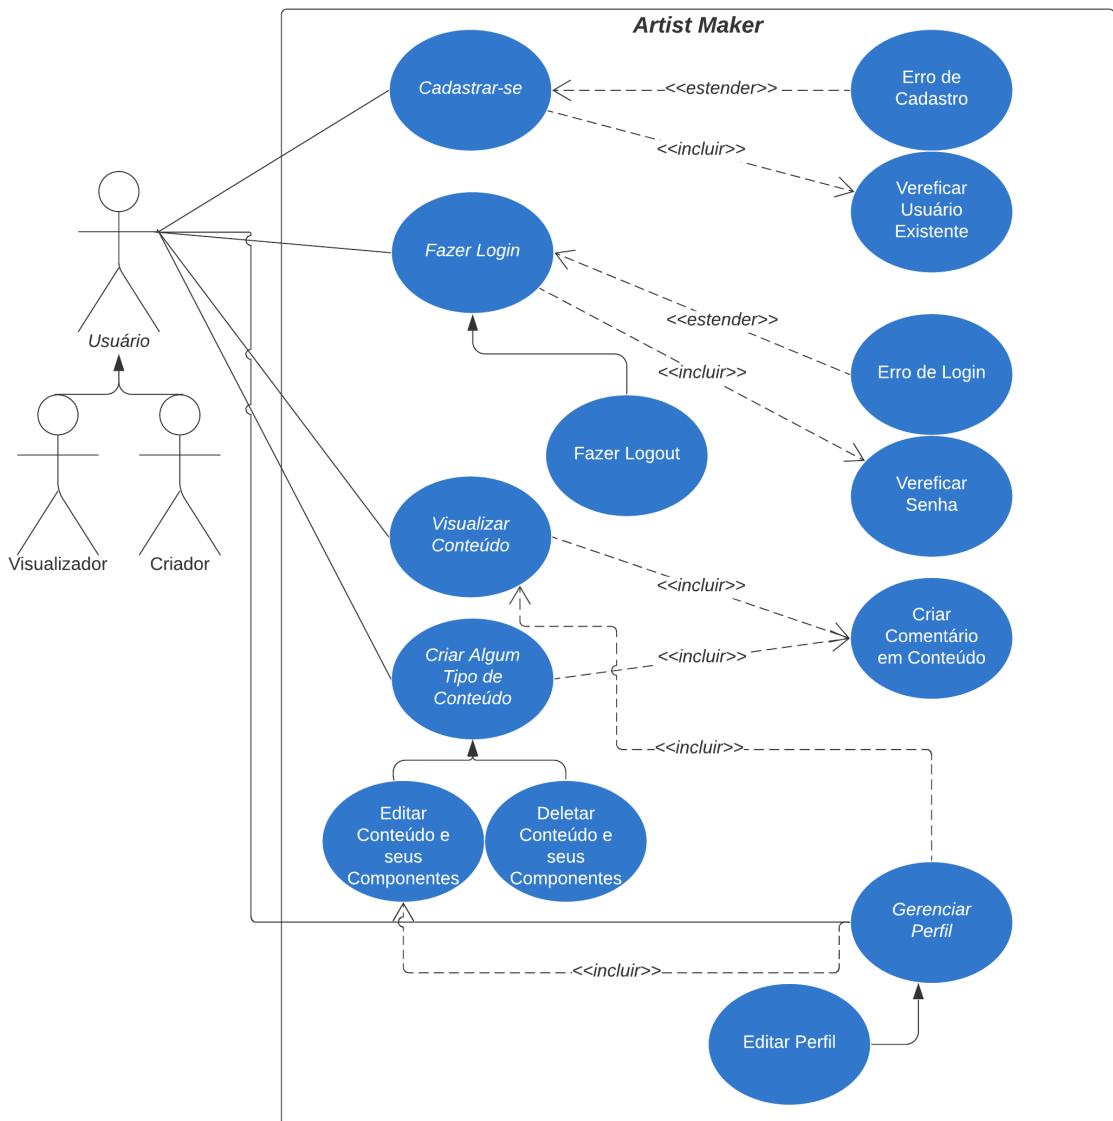 Artist Maker
Cadastrar-se
<<estender>>
Erro de
Cadastro
<<incluir>>
Vereficar
Usuário
Existente
Usuário
Fazer Login
<<estender>>
<<incluir>>
Erro de Login
Fazer Logout
Vereficar
Senha
Visualizador
Criador
Visualizar
Conteúdo
<<incluir>>
Criar
Comentário
em Conteúdo
Criar Algum
Tipo de
Conteúdo
<<incluir>>
<<incluir>>
Editar
Conteúdo e
seus
Componentes
Deletar
Conteúdo e
seus
Componentes
Gerenciar
Perfil
<<incluir>>
Editar Perfil